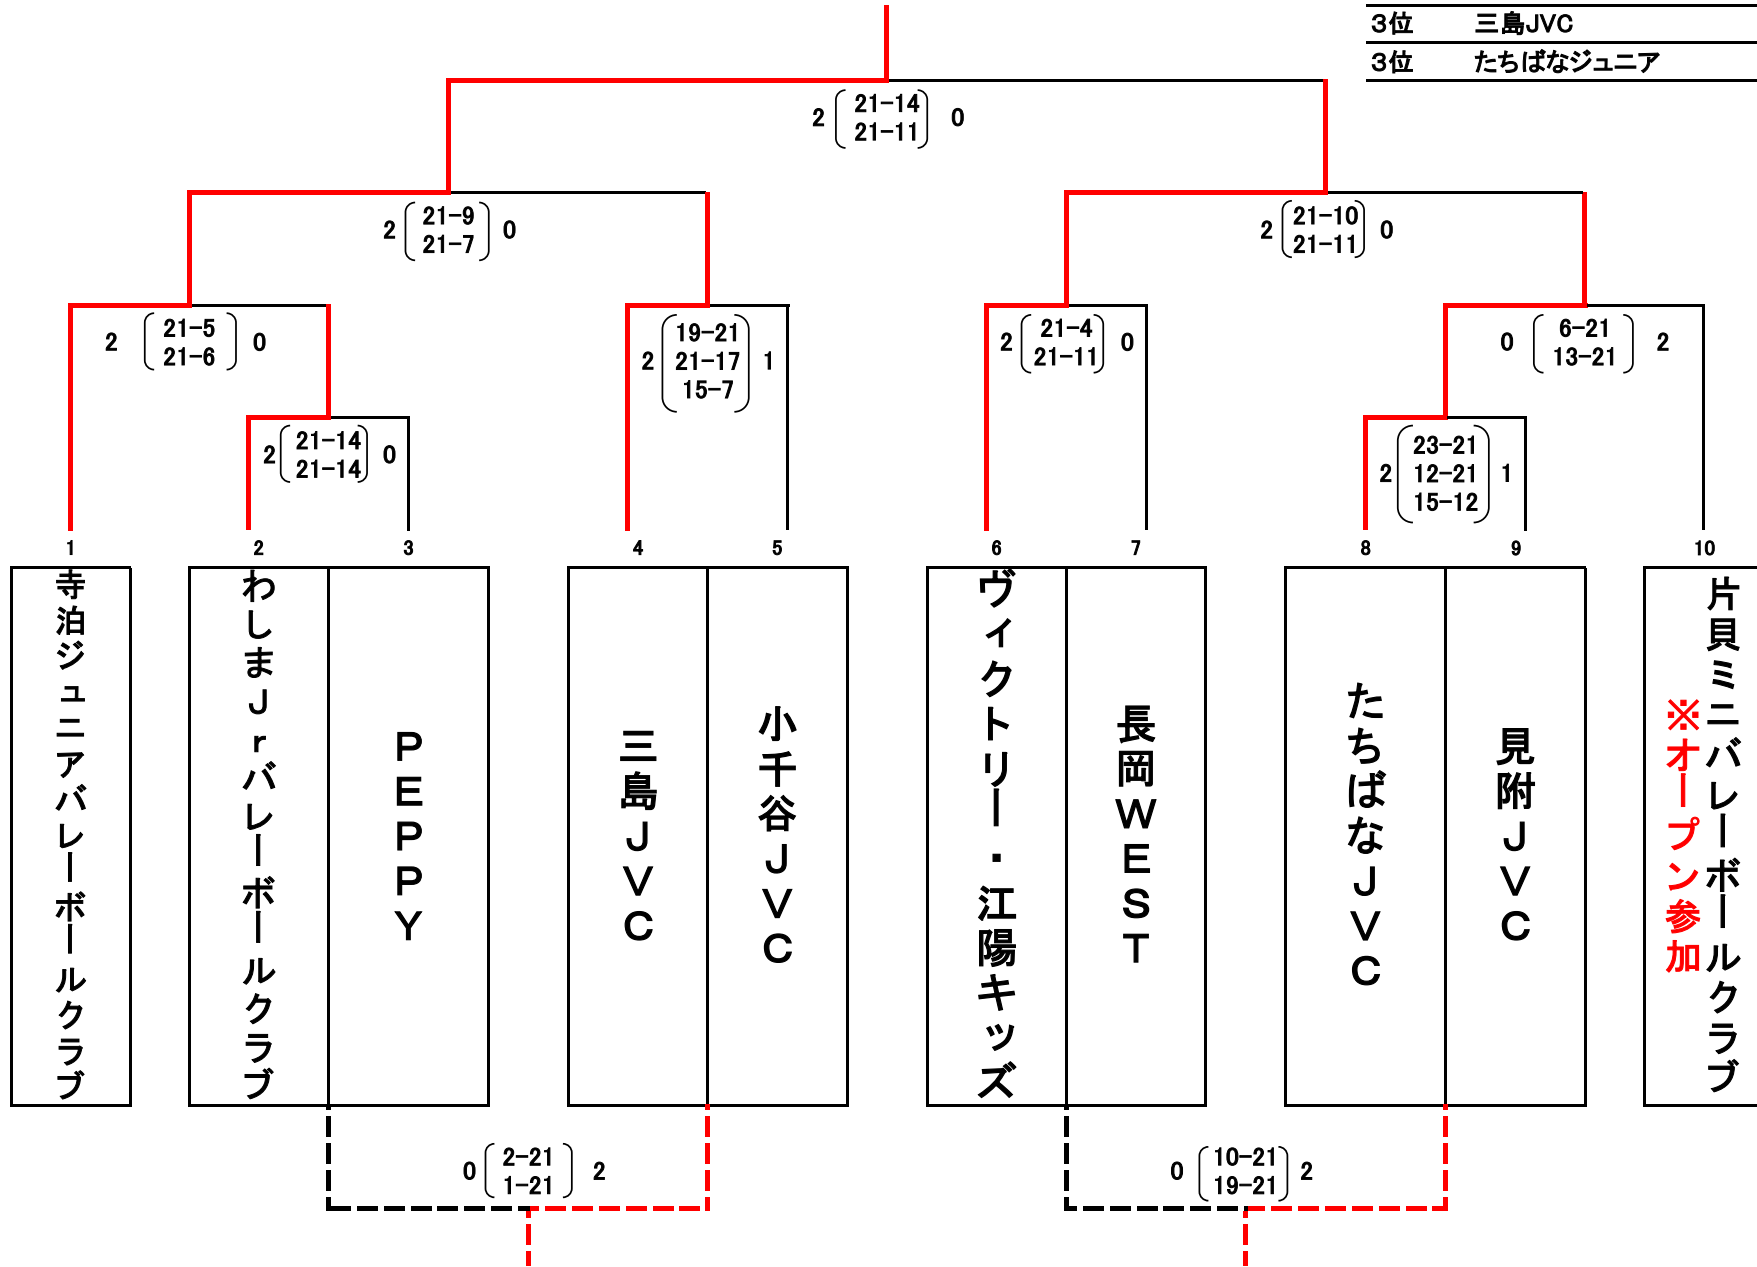 3位 三島JVC
3位 たちばなジュニア
2 21-14 0
21-11
2 21-9 0
21-7
2 21-10 0
21-11
2 21-5 0
21-6
2 19-21 1
21-17
15-7
2 21-4 0
21-11
0 6-21 2
13-21
2 21-14 0
21-14
2 23-21 1
12-21
15-12
1 2 3 4 5 6 7 8 9 10
寺泊ジュニアバレーボールクラブ
わしまJrバレーボールクラブ
PEPPY
三島JVC
小千谷JVC
ヴィクトリー・江陽キッズ
長岡WEST
たちばなJVC
見附JVC
片貝ミニバレーボールクラブ
※オープン参加
0 2-21 2
1-21
0 10-21 2
19-21